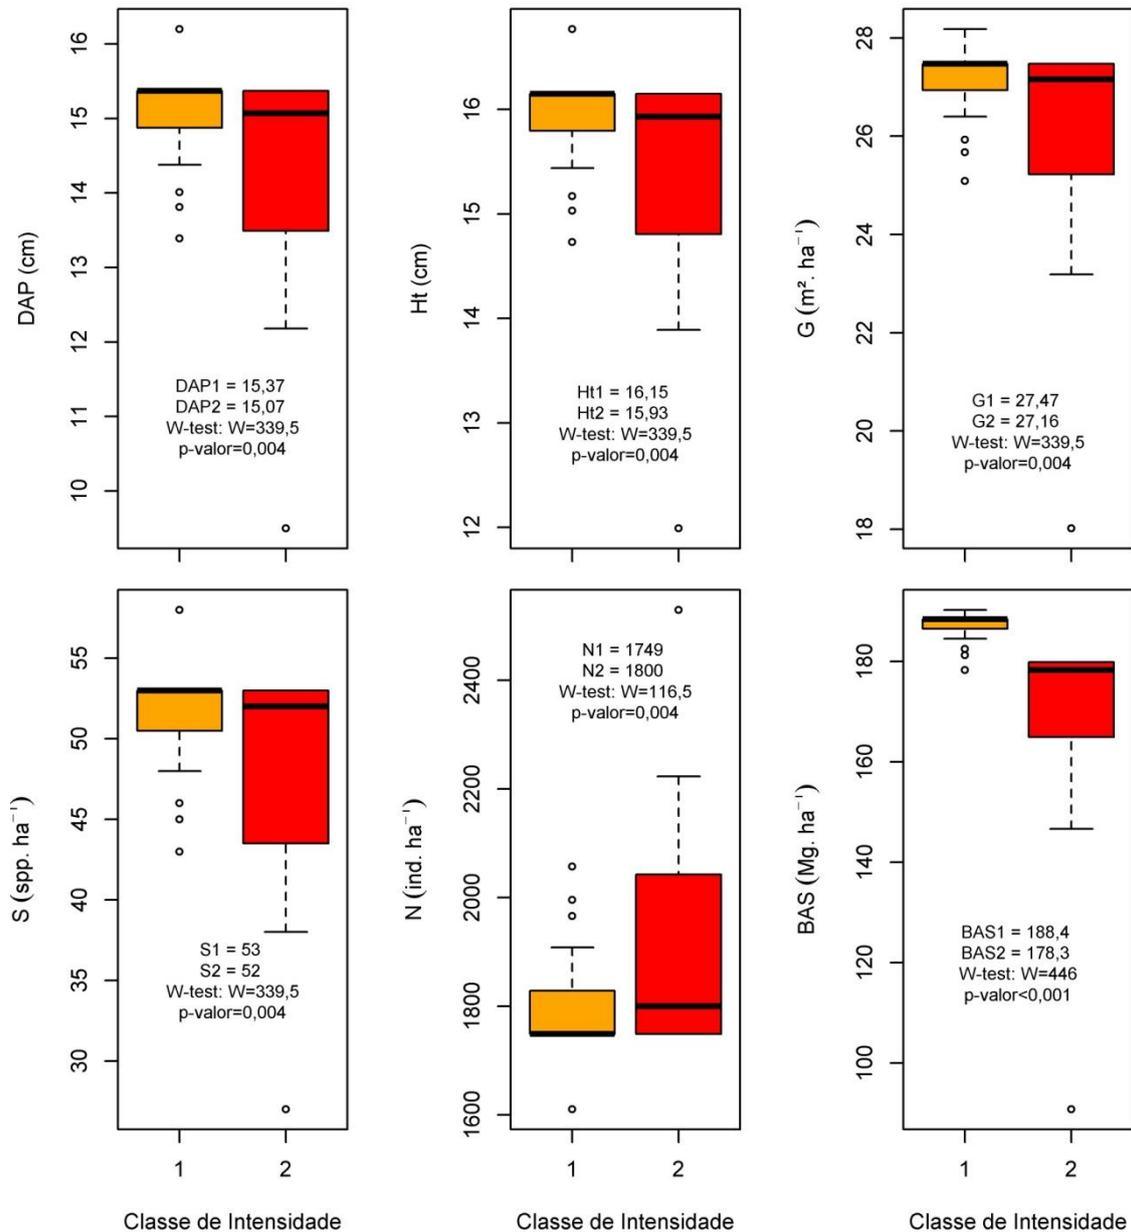 DAP (cm)
16
15
14
13
12
11
10
DAP1 = 15,37
DAP2 = 15,07
W-test: W=339,5
p-valor=0,004
Ht (cm)
16
15
14
13
12
Ht1 = 16,15
Ht2 = 15,93
W-test: W=339,5
p-valor=0,004
G (m². ha⁻¹)
28
26
24
22
20
18
G1 = 27,47
G2 = 27,16
W-test: W=339,5
p-valor=0,004
S (spp. ha⁻¹)
55
50
45
40
35
30
S1 = 53
S2 = 52
W-test: W=339,5
p-valor=0,004
1 2
Classe de Intensidade
N (ind. ha⁻¹)
2400
2200
2000
1800
1600
N1 = 1749
N2 = 1800
W-test: W=116,5
p-valor=0,004
1 2
Classe de Intensidade
BAS (Mg. ha⁻¹)
180
160
140
120
100
BAS1 = 188,4
BAS2 = 178,3
W-test: W=446
p-valor<0,001
1 2
Classe de Intensidade